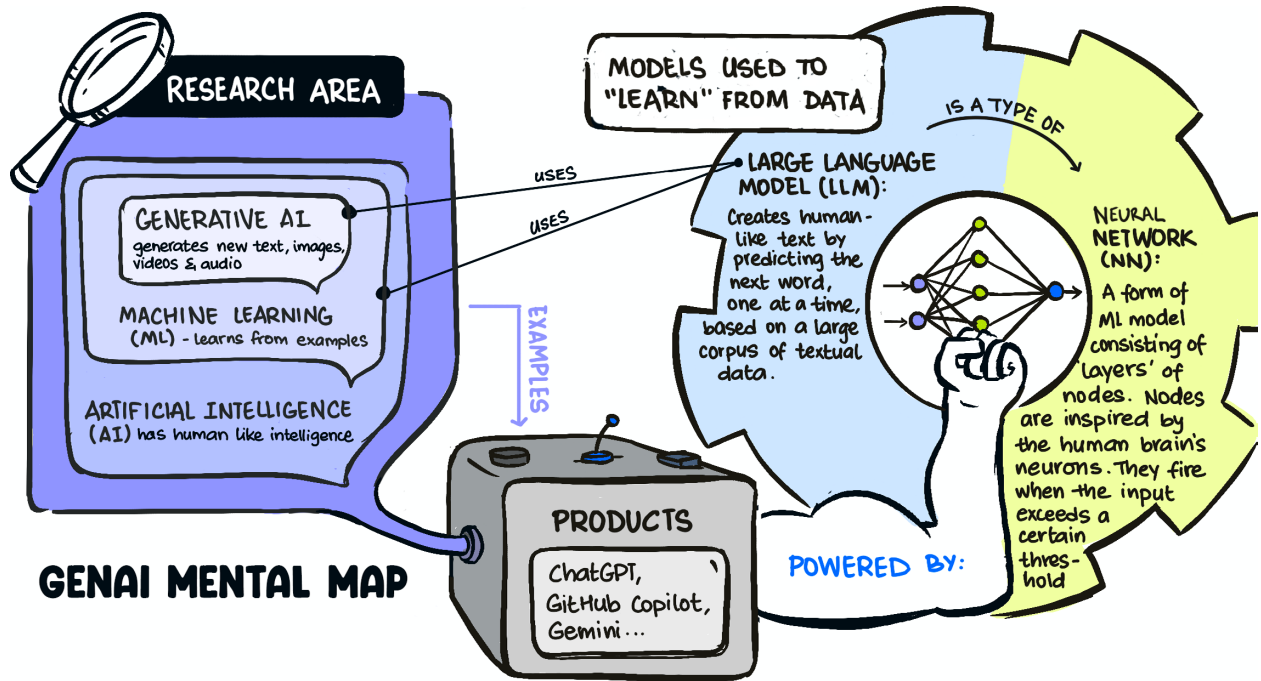 RESEARCH AREA
GENERATIVE AI
generates new text, images,
videos & audio
MACHINE LEARNING
(ML) - learns from examples
ARTIFICIAL INTELLIGENCE
(AI) has human like intelligence
GENAI MENTAL MAP
USES
USES
EXAMPLES
PRODUCTS
ChatGPT,
GitHub Copilot,
Gemini...
MODELS USED TO
"LEARN" FROM DATA
IS A TYPE OF
LARGE LANGUAGE
MODEL (LLM):
Creates human-
like text by
predicting the
next word,
one at a time,
based on a large
corpus of textual
data.
NEURAL
NETWORK
(NN):
A form of
ML model
consisting of
'layers' of
nodes. Nodes
are inspired by
the human brain's
neurons. They fire
when the input
exceeds a
certain
thres-
hold
POWERED BY: